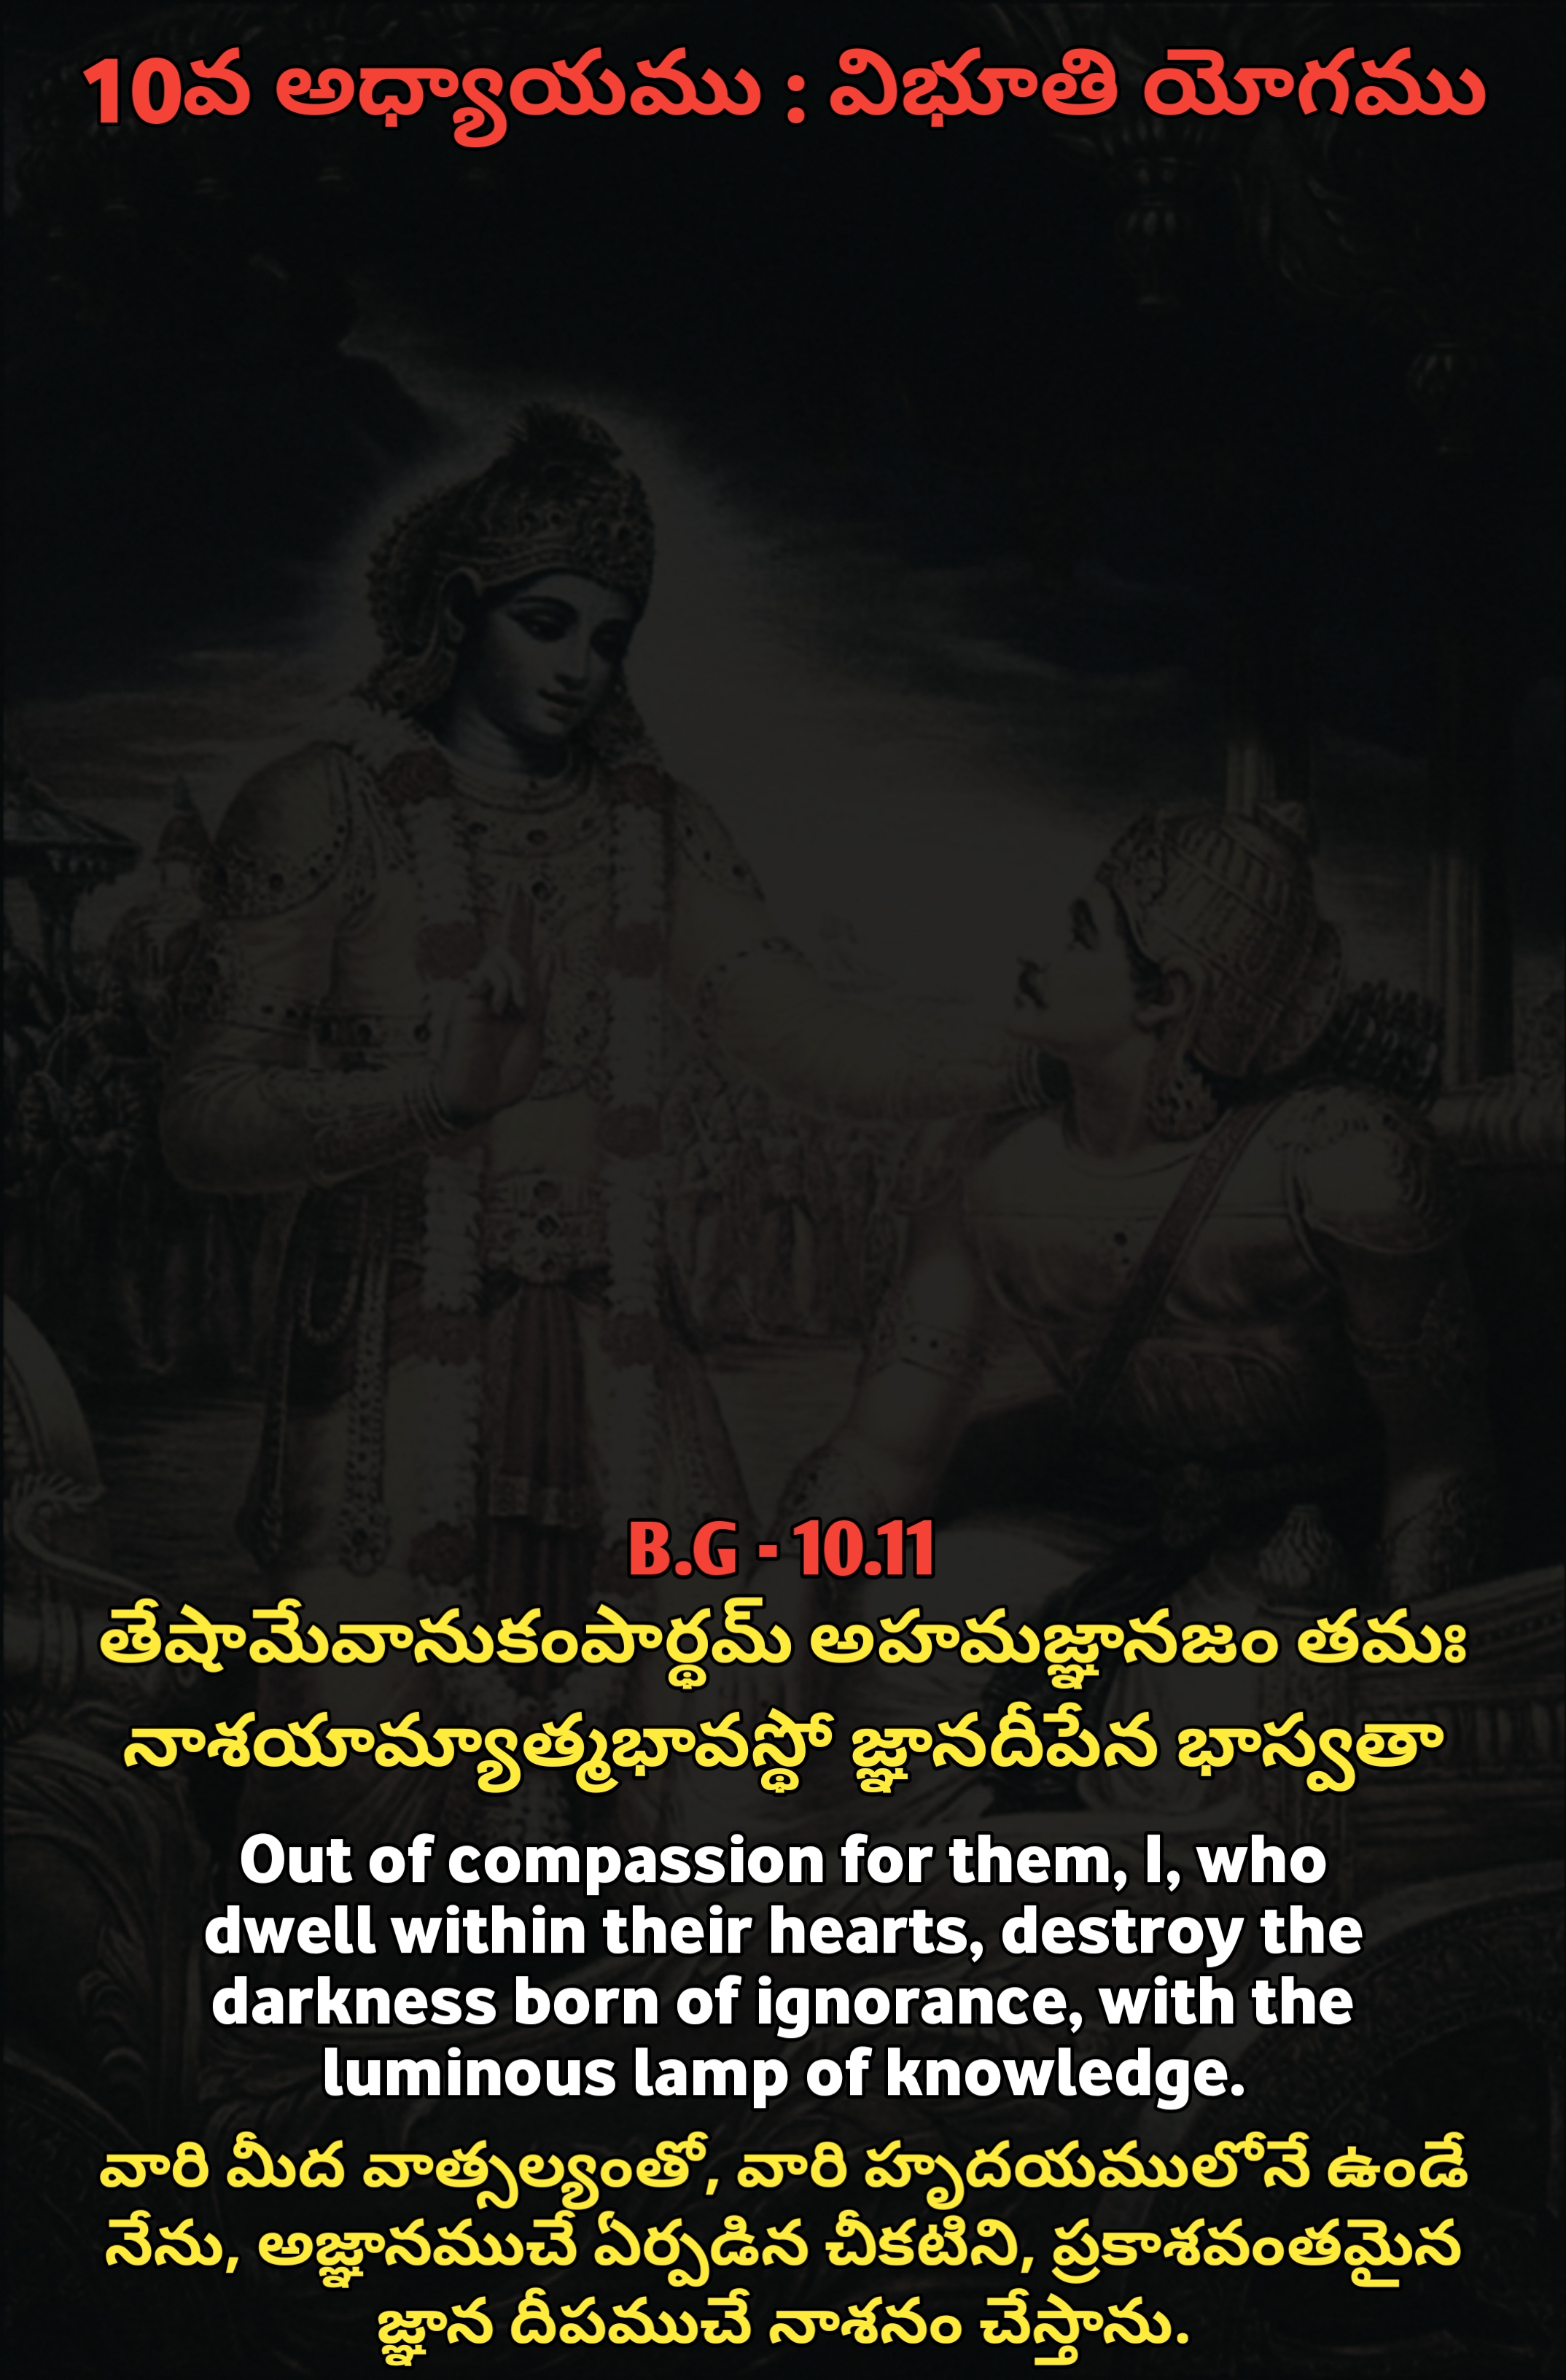 10వ అధ్యాయము : విభూతి యోగము
B.G - 10.11
తేషామేవానుకంపార్థమ్ అహమజ్ఞానజం తమః
నాశయామ్యాత్మభావస్థో జ్ఞానదీపేన భాస్వతా
Out of compassion for them, I, who
dwell within their hearts, destroy the
darkness born of ignorance, with the
luminous lamp of knowledge.
వారి మీద వాత్సల్యంతో, వారి హృదయములోనే ఉండే
నేను, అజ్ఞానముచే ఏర్పడిన చీకటిని, ప్రకాశవంతమైన
జ్ఞాన దీపముచే నాశనం చేస్తాను.